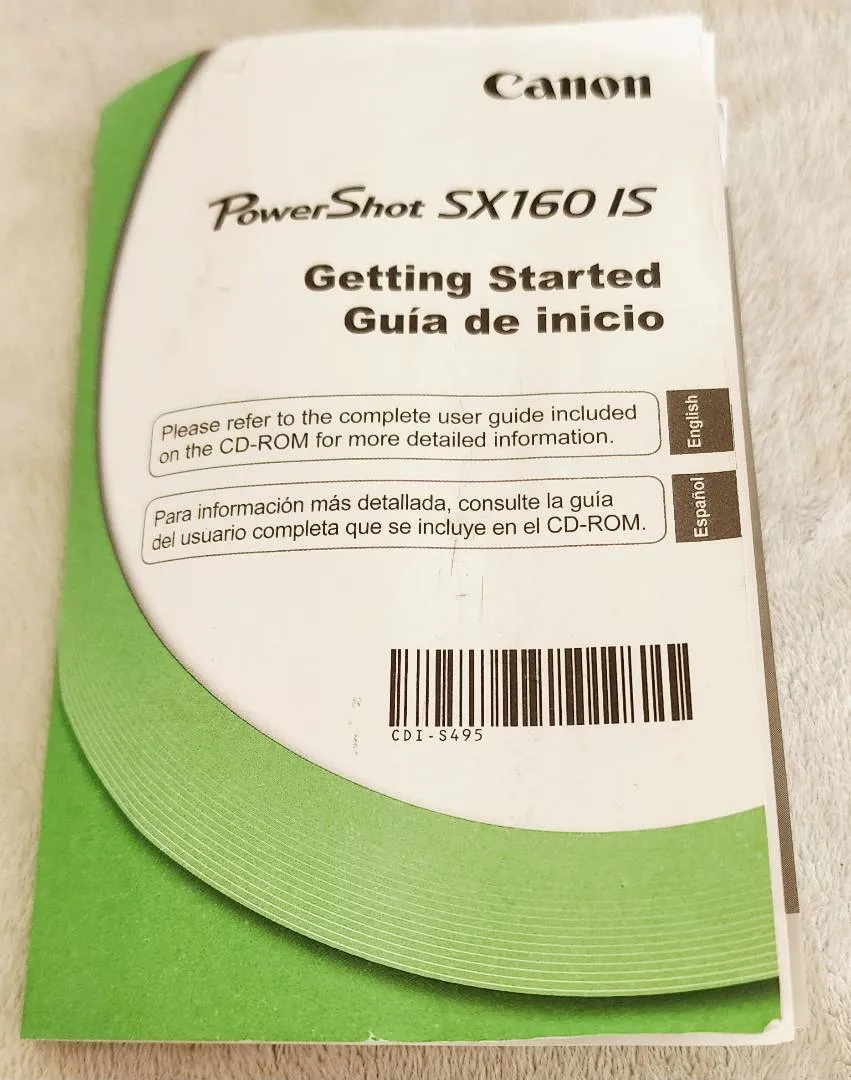 Canon
PowerShot SX160 IS
Getting Started
Guía de inicio
Please refer to the complete user guide included
on the CD-ROM for more detailed information.
English
Para información más detallada, consulte la guía
del usuario completa que se incluye en el CD-ROM.
Español
CDI-S495